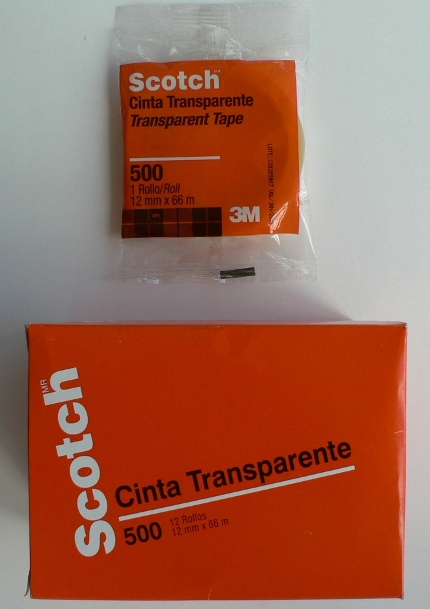 Scotch™
Cinta Transparente
Transparent Tape
500
1 Rollo/Roll
12 mm x 66 m
3M
Scotch MR
Cinta Transparente
500
12 Rollos
12 mm x 66 m